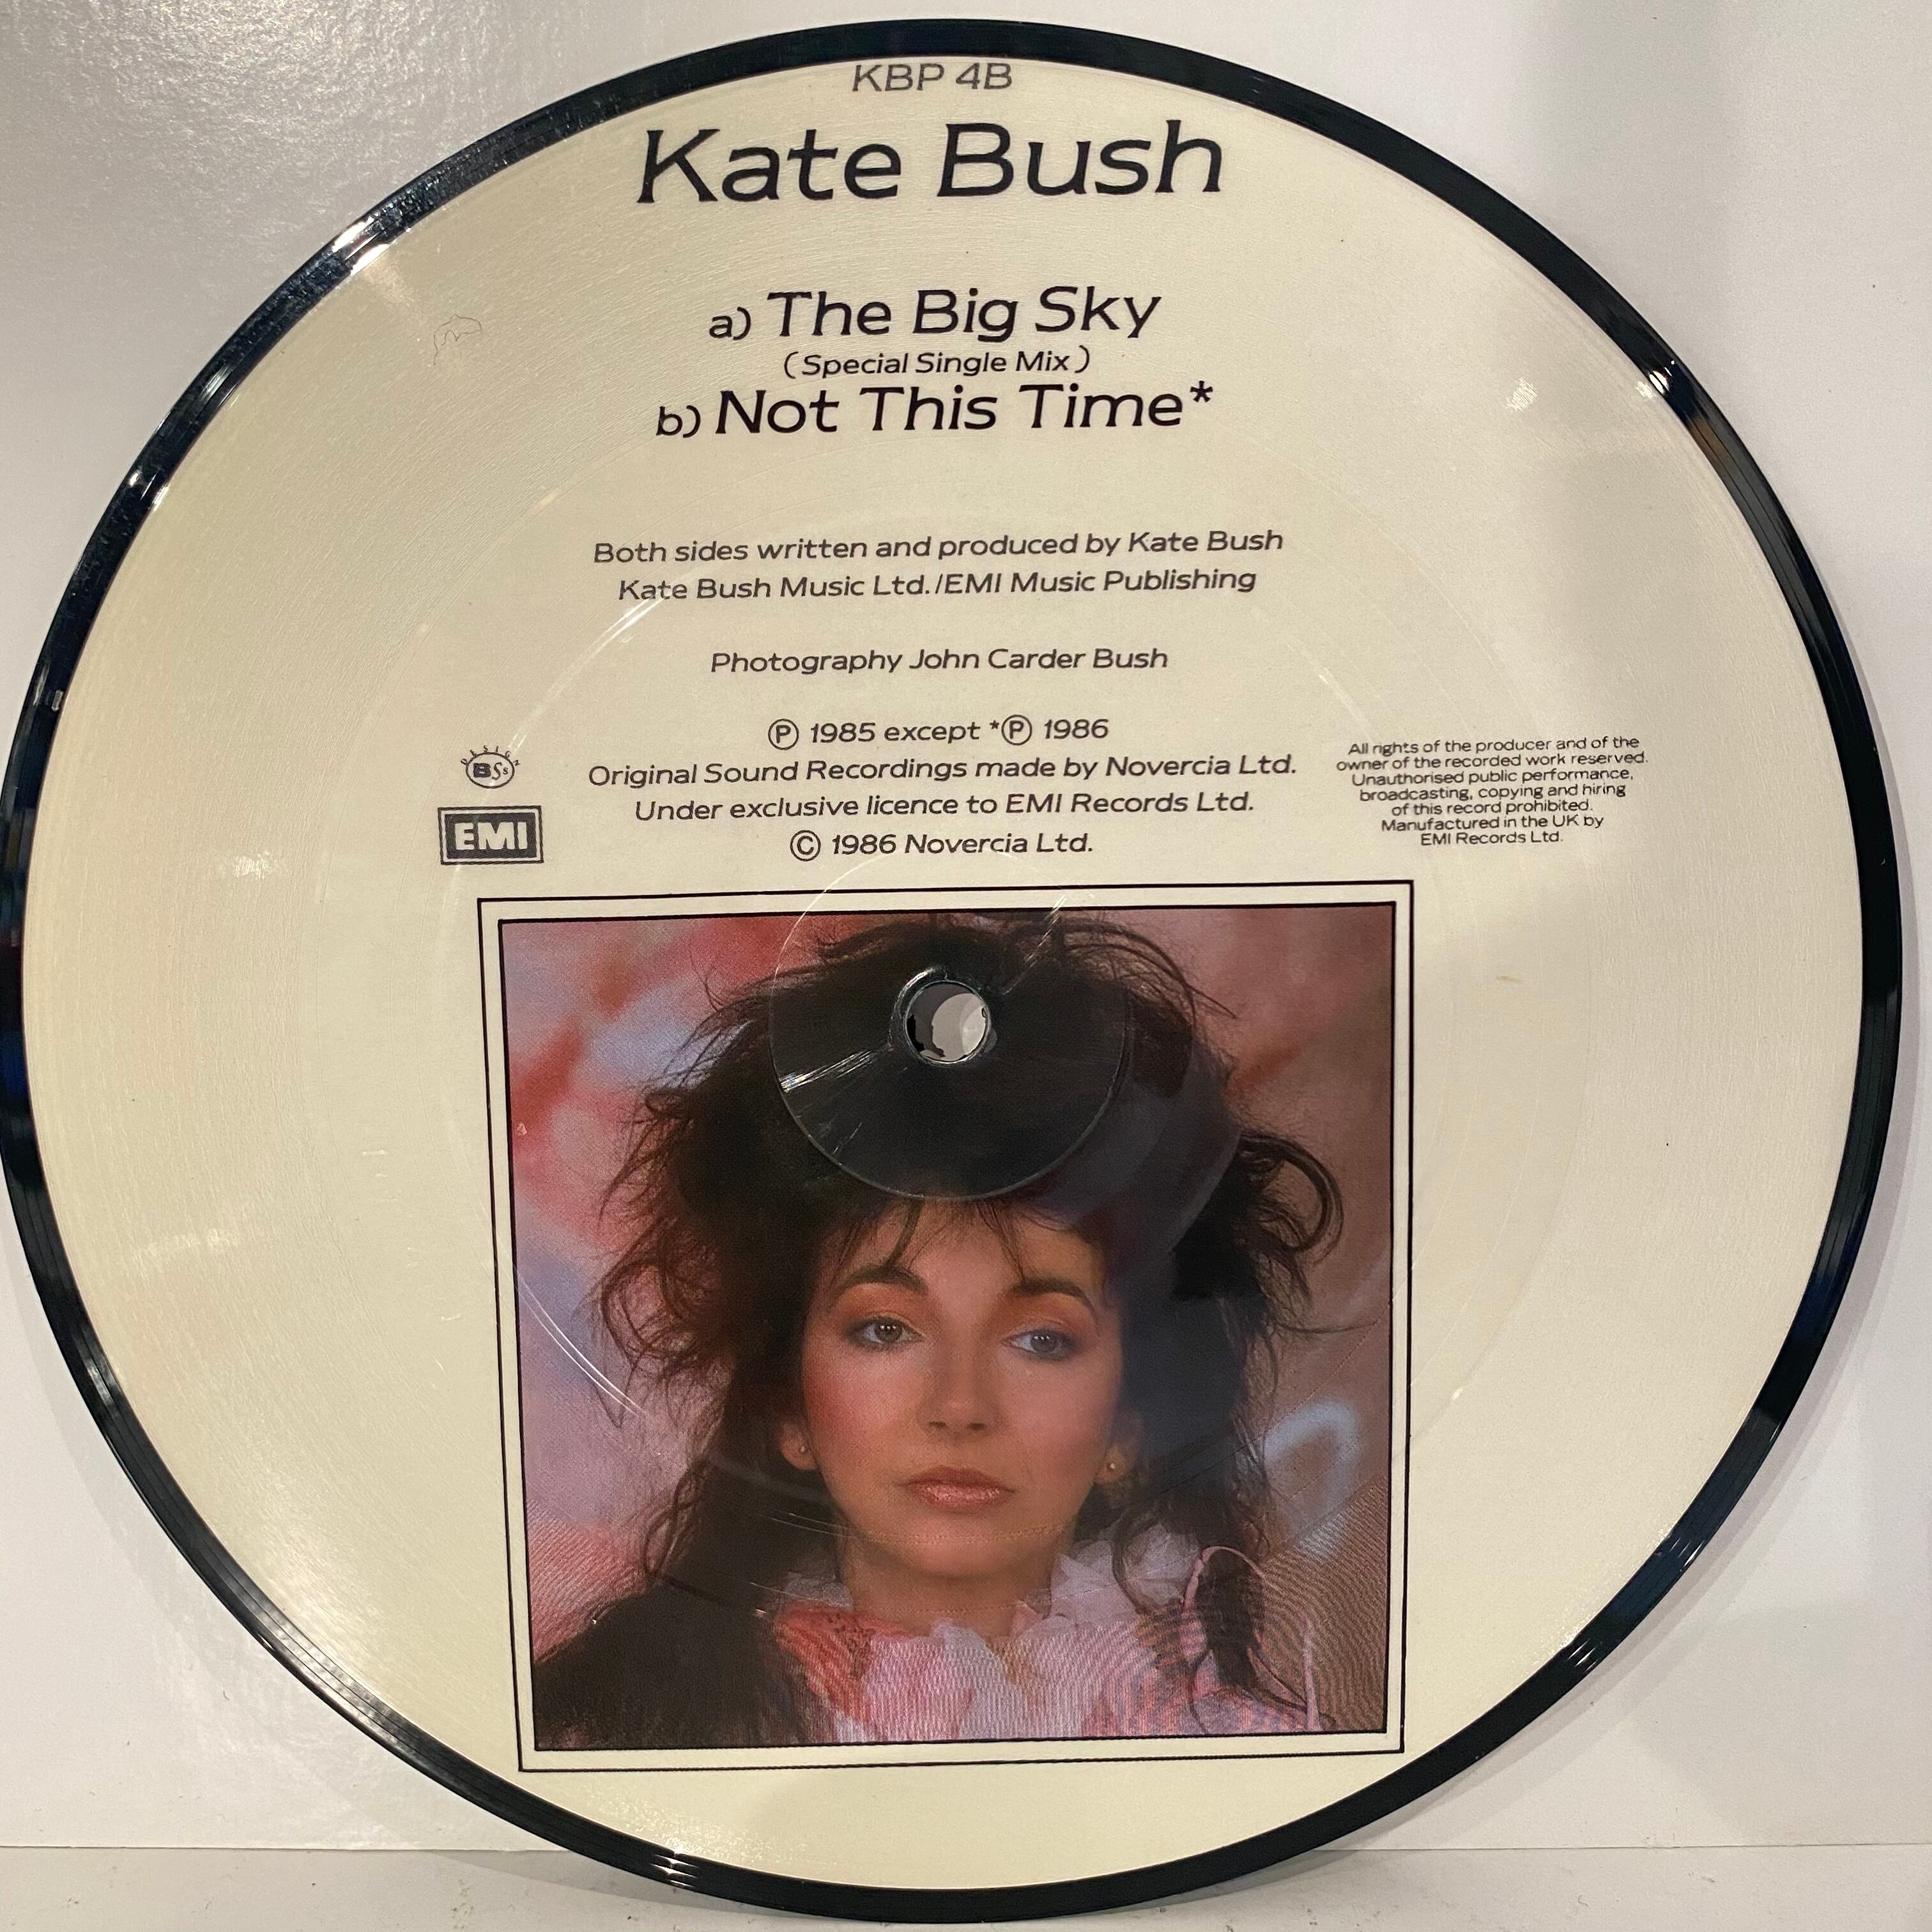 KBP 4B
Kate Bush
a) The Big Sky
(Special Single Mix)
b) Not This Time*
Both sides written and produced by Kate Bush
Kate Bush Music Ltd./EMI Music Publishing
Photography John Carder Bush
Ⓟ 1985 except *Ⓟ 1986
Original Sound Recordings made by Novercia Ltd.
Under exclusive licence to EMI Records Ltd.
© 1986 Novercia Ltd.
DESIGN
BSs
EMI
All rights of the producer and of the
owner of the recorded work reserved.
Unauthorised public performance,
broadcasting, copying and hiring
of this record prohibited.
Manufactured in the UK by
EMI Records Ltd.